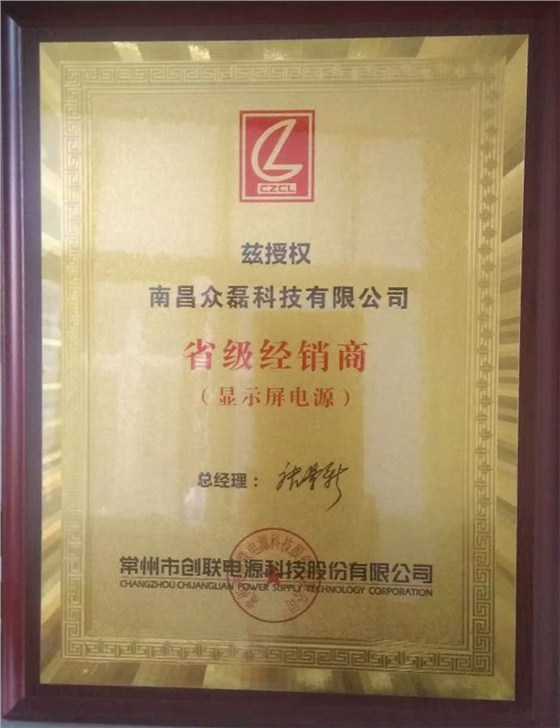 CZCL
兹授权
南昌众磊科技有限公司
省级经销商
（显示屏电源）
总经理：
常州市创联电源科技股份有限公司
CHANGZHOU CHUANGLIAN POWER SUPPLY TECHNOLOGY CORPORATION